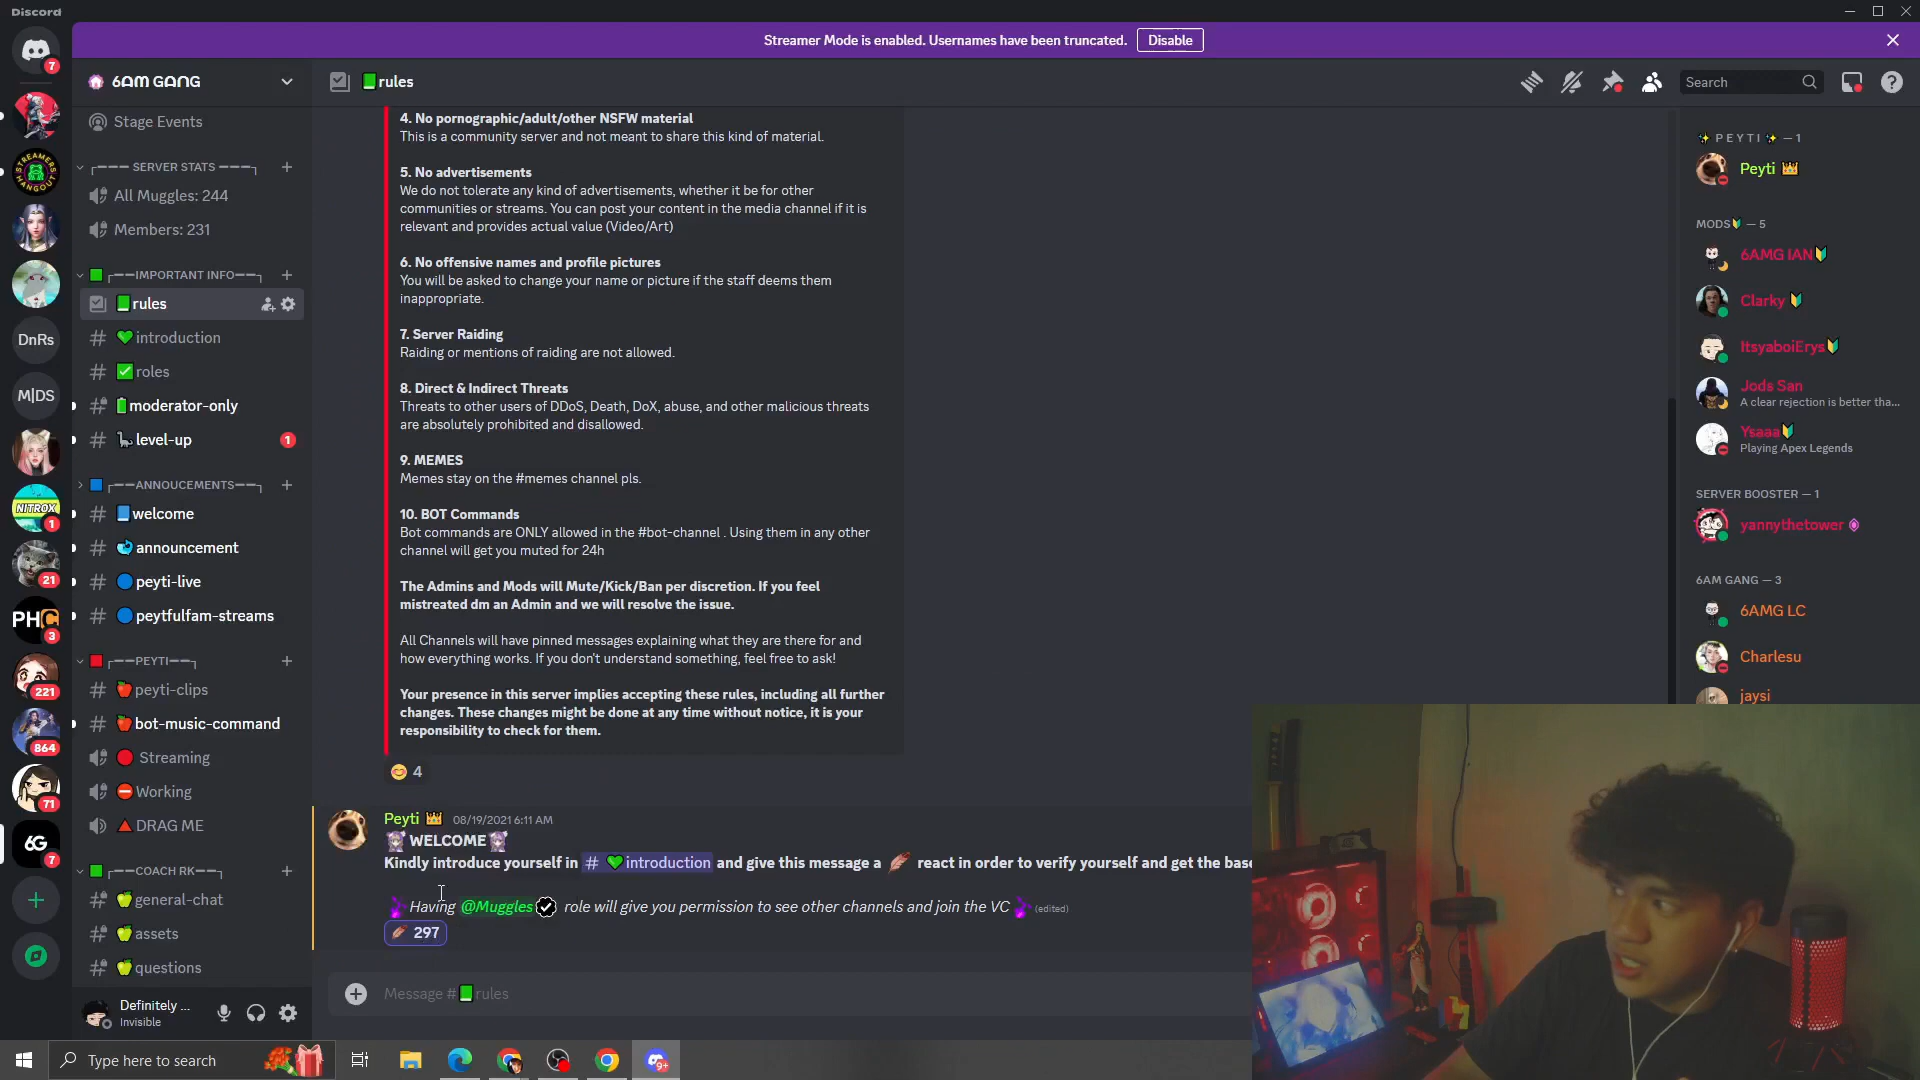 Discord
Streamer Mode is enabled. Usernames have been truncated.
Disable
7
DnRs
M|DS
NITROX
1
21
PHC
3
221
864
71
6G
7
6AM GANG
Stage Events
SERVER STATS
All Muggles: 244
Members: 231
IMPORTANT INFO
rules
introduction
roles
moderator-only
level-up
1
ANNOUCEMENTS
welcome
announcement
peyti-live
peytfulfam-streams
PEYTI
peyti-clips
bot-music-command
Streaming
Working
DRAG ME
COACH RK
general-chat
assets
questions
Definitely ...
Invisible
rules
Search
4. No pornographic/adult/other NSFW material
This is a community server and not meant to share this kind of material.
5. No advertisements
We do not tolerate any kind of advertisements, whether it be for other
communities or streams. You can post your content in the media channel if it is
relevant and provides actual value (Video/Art)
6. No offensive names and profile pictures
You will be asked to change your name or picture if the staff deems them
inappropriate.
7. Server Raiding
Raiding or mentions of raiding are not allowed.
8. Direct & Indirect Threats
Threats to other users of DDoS, Death, DoX, abuse, and other malicious threats
are absolutely prohibited and disallowed.
9. MEMES
Memes stay on the #memes channel pls.
10. BOT Commands
Bot commands are ONLY allowed in the #bot-channel . Using them in any other
channel will get you muted for 24h
The Admins and Mods will Mute/Kick/Ban per discretion. If you feel
mistreated dm an Admin and we will resolve the issue.
All Channels will have pinned messages explaining what they are there for and
how everything works. If you don't understand something, feel free to ask!
Your presence in this server implies accepting these rules, including all further
changes. These changes might be done at any time without notice, it is your
responsibility to check for them.
4
Peyti 08/19/2021 6:11 AM
WELCOME
Kindly introduce yourself in # introduction and give this message a react in order to verify yourself and get the base
Having @Muggles role will give you permission to see other channels and join the VC (edited)
297
Message # rules
PEYTI — 1
Peyti
MODS — 5
6AMG IAN
Clarky
ItsyaboiErys
Jods San
A clear rejection is better tha...
Ysaaa
Playing Apex Legends
SERVER BOOSTER — 1
yannythetower
6AM GANG — 3
6AMG LC
Charlesu
jaysi
Type here to search
9+